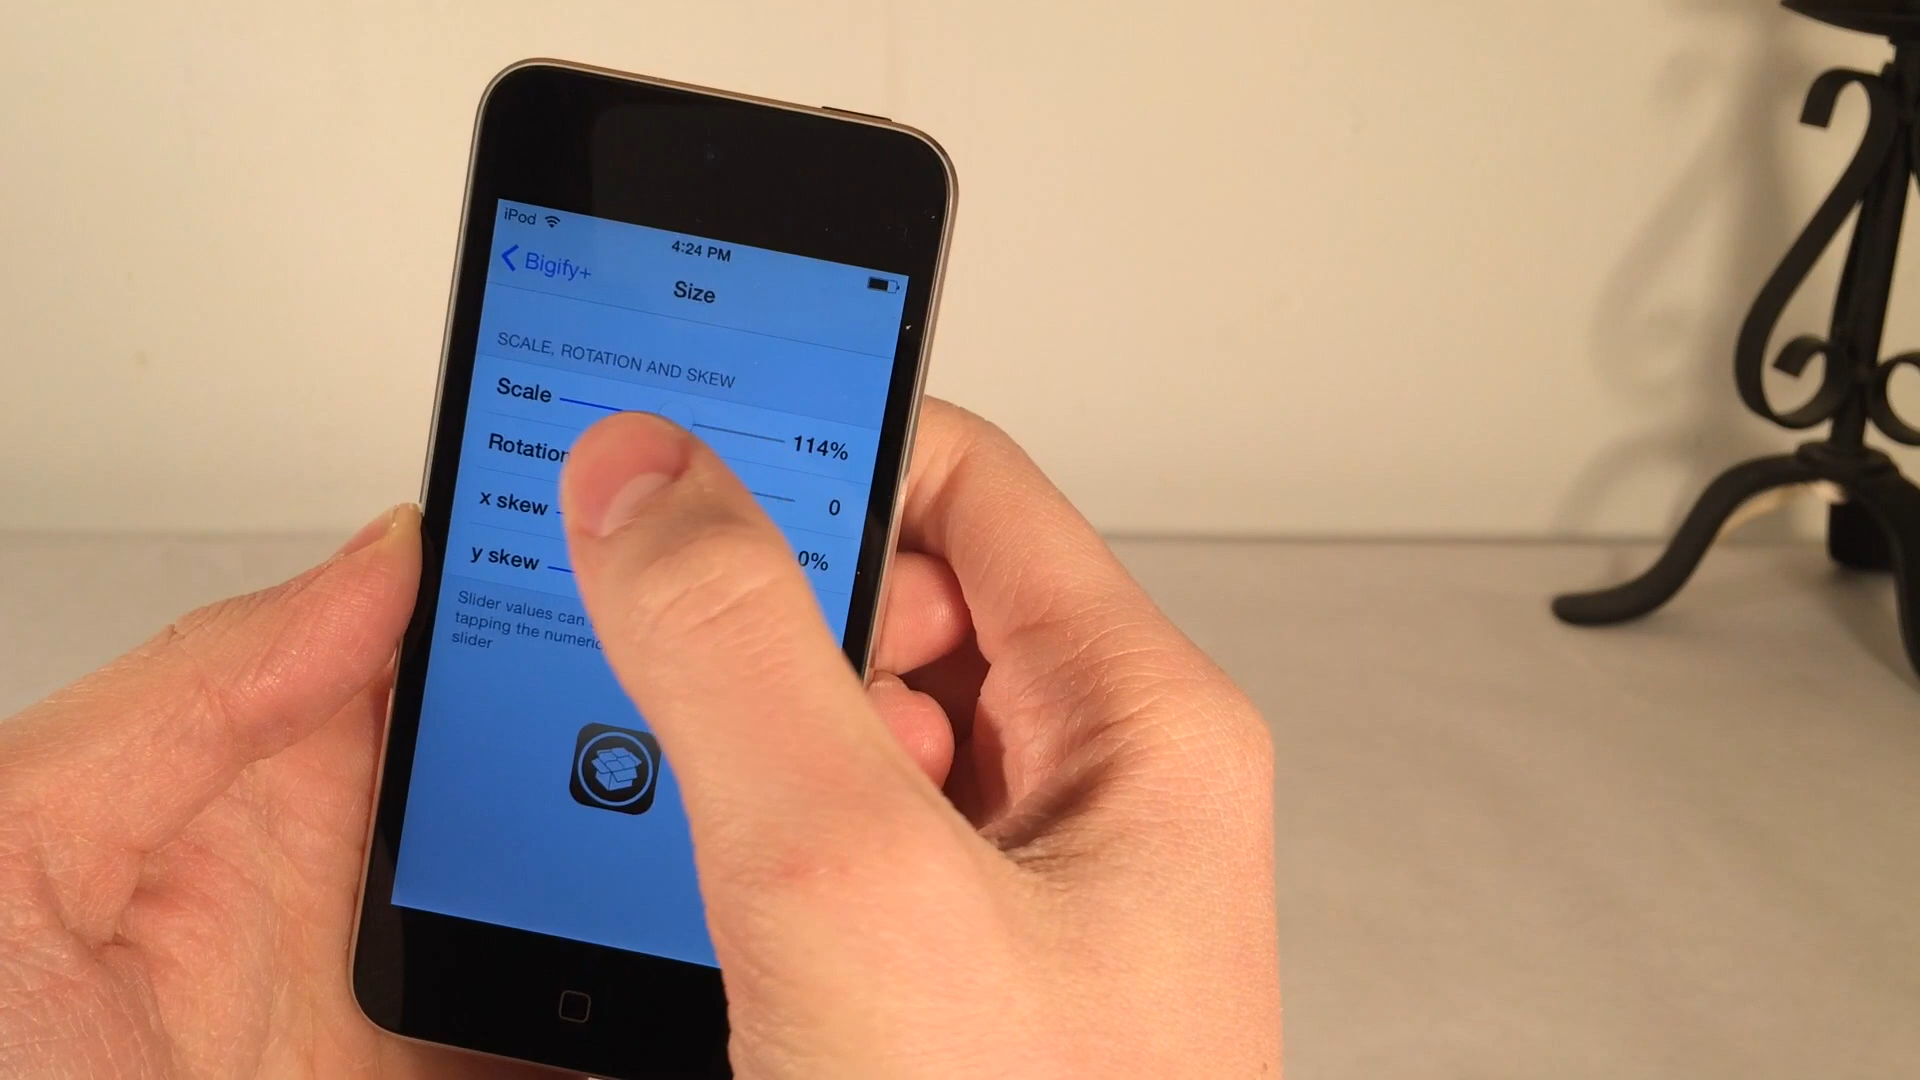 iPod
4:24 PM
Bigify+
Size
SCALE, ROTATION AND SKEW
Scale 114%
Rotation 0
x skew
y skew 0%
Slider values can
tapping the numeric
slider